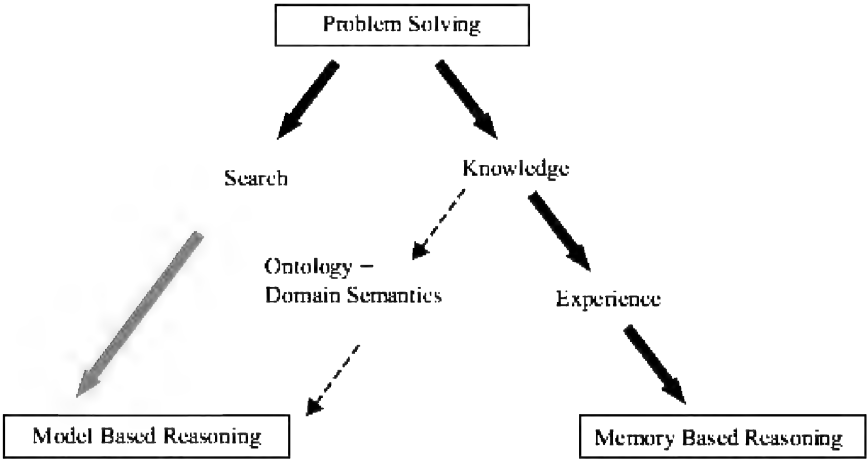 Problem Solving
Search
Knowledge
Ontology –
Domain Semantics
Experience
Model Based Reasoning
Memory Based Reasoning